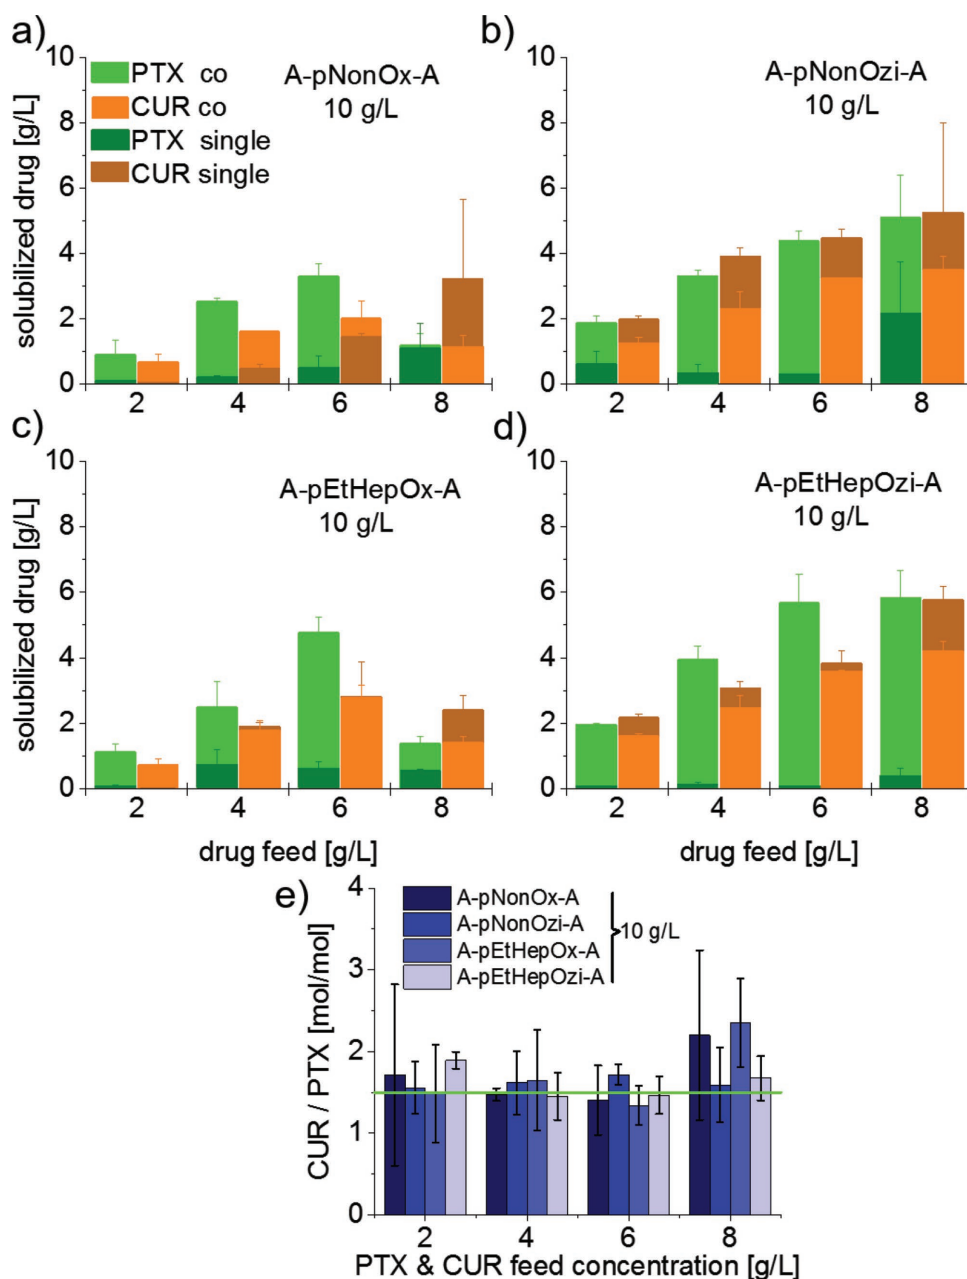 a)
A-pNonOx-A
10 g/L
PTX co
CUR co
PTX single
CUR single
solubilized drug [g/L]
10
8
6
4
2
0
2 4 6 8
b)
A-pNonOzi-A
10 g/L
10
8
6
4
2
0
2 4 6 8
c)
A-pEtHepOx-A
10 g/L
solubilized drug [g/L]
10
8
6
4
2
0
2 4 6 8
drug feed [g/L]
d)
A-pEtHepOzi-A
10 g/L
10
8
6
4
2
0
2 4 6 8
drug feed [g/L]
e)
A-pNonOx-A
A-pNonOzi-A
A-pEtHepOx-A
A-pEtHepOzi-A
10 g/L
CUR / PTX [mol/mol]
4
3
2
1
0
2 4 6 8
PTX & CUR feed concentration [g/L]